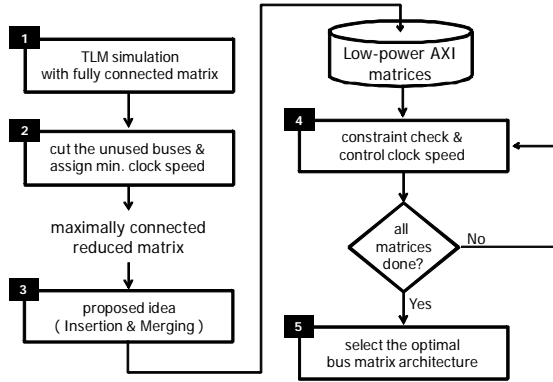 1
TLM simulation
with fully connected matrix
2
cut the unused buses &
assign min. clock speed
maximally connected
reduced matrix
3
proposed idea
( Insertion & Merging )
Low-power AXI
matrices
4
constraint check &
control clock speed
all
matrices
done?
No
Yes
5
select the optimal
bus matrix architecture